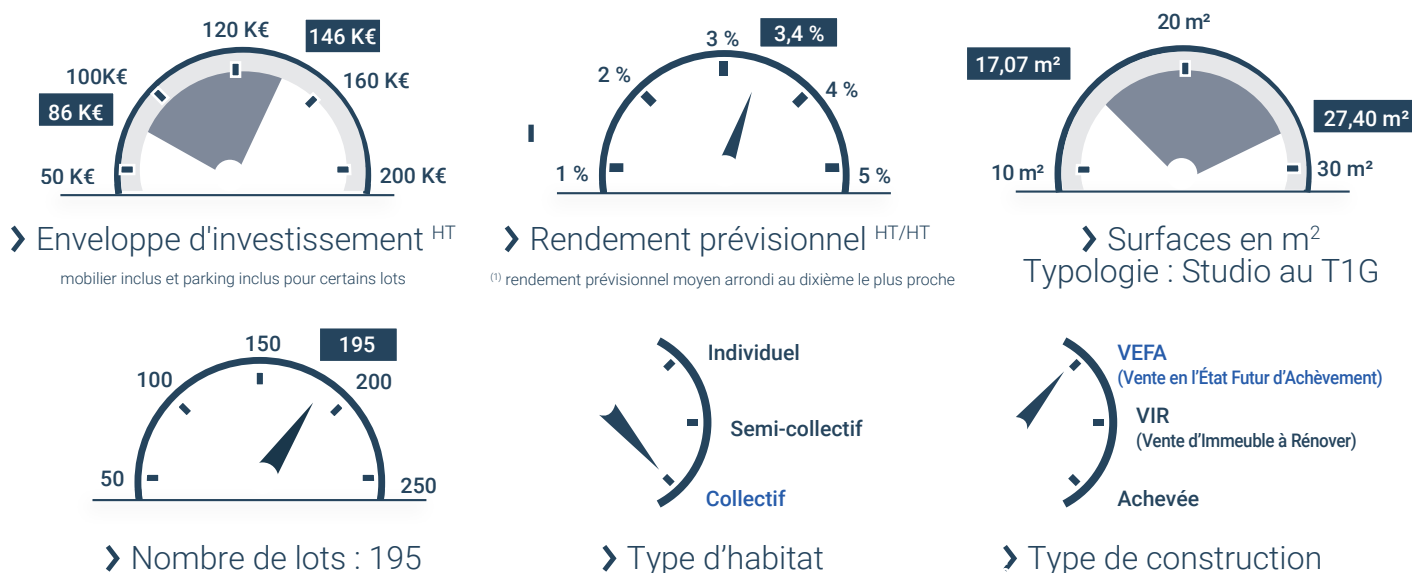 120 K€
146 K€
100K€
160 K€
86 K€
50 K€
200 K€
Enveloppe d'investissement HT
mobilier inclus et parking inclus pour certains lots
3 %
3,4 %
2 %
4 %
1 %
5 %
Rendement prévisionnel HT/HT
(1) rendement prévisionnel moyen arrondi au dixième le plus proche
20 m²
17,07 m²
27,40 m²
10 m²
30 m²
Surfaces en m²
Typologie : Studio au T1G
150
195
100
200
50
250
Nombre de lots : 195
Individuel
Semi-collectif
Collectif
Type d’habitat
VEFA
(Vente en l’État Futur d’Achèvement)
VIR
(Vente d’Immeuble à Rénover)
Achevée
Type de construction